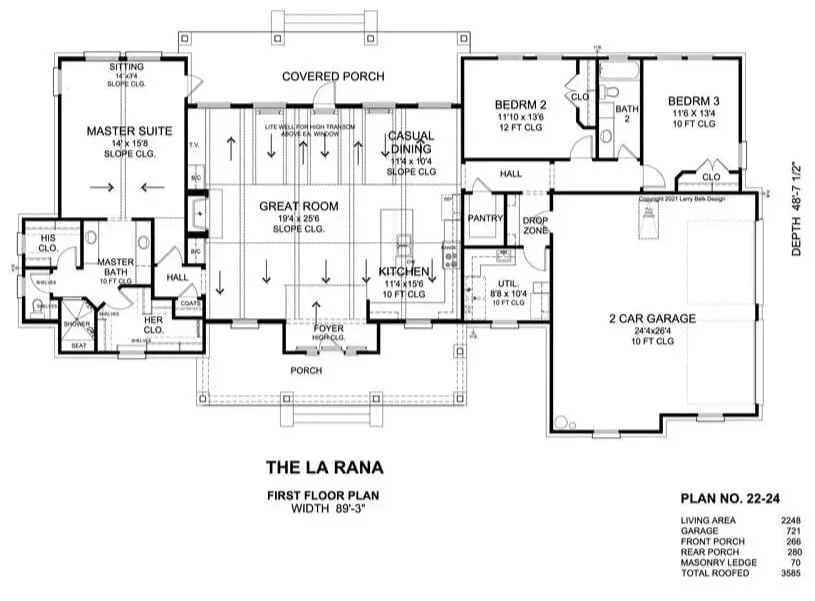 SITTING
14' x3'4
SLOPE CLG.
COVERED PORCH
MASTER SUITE
14' x 15'8
SLOPE CLG.
T.V.
B/C
LITE WELL FOR HIGH TRANSOM
ABOVE EA. WINDOW
CASUAL
DINING
11'4 x 10'4
SLOPE CLG
BEDRM 2
11'10 x 13'6
12 FT CLG
CLO
BATH
2
BEDRM 3
11'6 X 13'4
10 FT CLG
CLO
HALL
Copyright 2021 Larry Belk Design
GREAT ROOM
19'4 x 25'6
SLOPE CLG.
REF
PANTRY
DROP
ZONE
HIS
CLO.
MASTER
BATH
10 FT CLG
B/C
HALL
COATS
KITCHEN
11'4 x15'6
10 FT CLG
RANGE
UTIL.
8'8 x 10'4
10 FT CLG
2 CAR GARAGE
24'4x26'4
10 FT CLG
SHELVES
SHELVES
SHELVES
SHOWER
SEAT
HER
CLO.
SHELVES
FOYER
HIGH CLG.
PORCH
DEPTH 48'-7 1/2"
THE LA RANA
FIRST FLOOR PLAN
WIDTH 89'-3"
PLAN NO. 22-24
LIVING AREA 2248
GARAGE 721
FRONT PORCH 266
REAR PORCH 280
MASONRY LEDGE 70
TOTAL ROOFED 3585